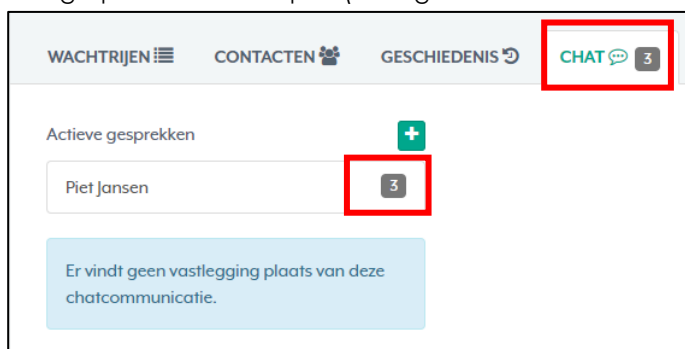 WACHTRIJEN CONTACTEN GESCHIEDENIS CHAT 3
Actieve gesprekken +
Piet Jansen 3
Er vindt geen vastlegging plaats van deze
chatcommunicatie.